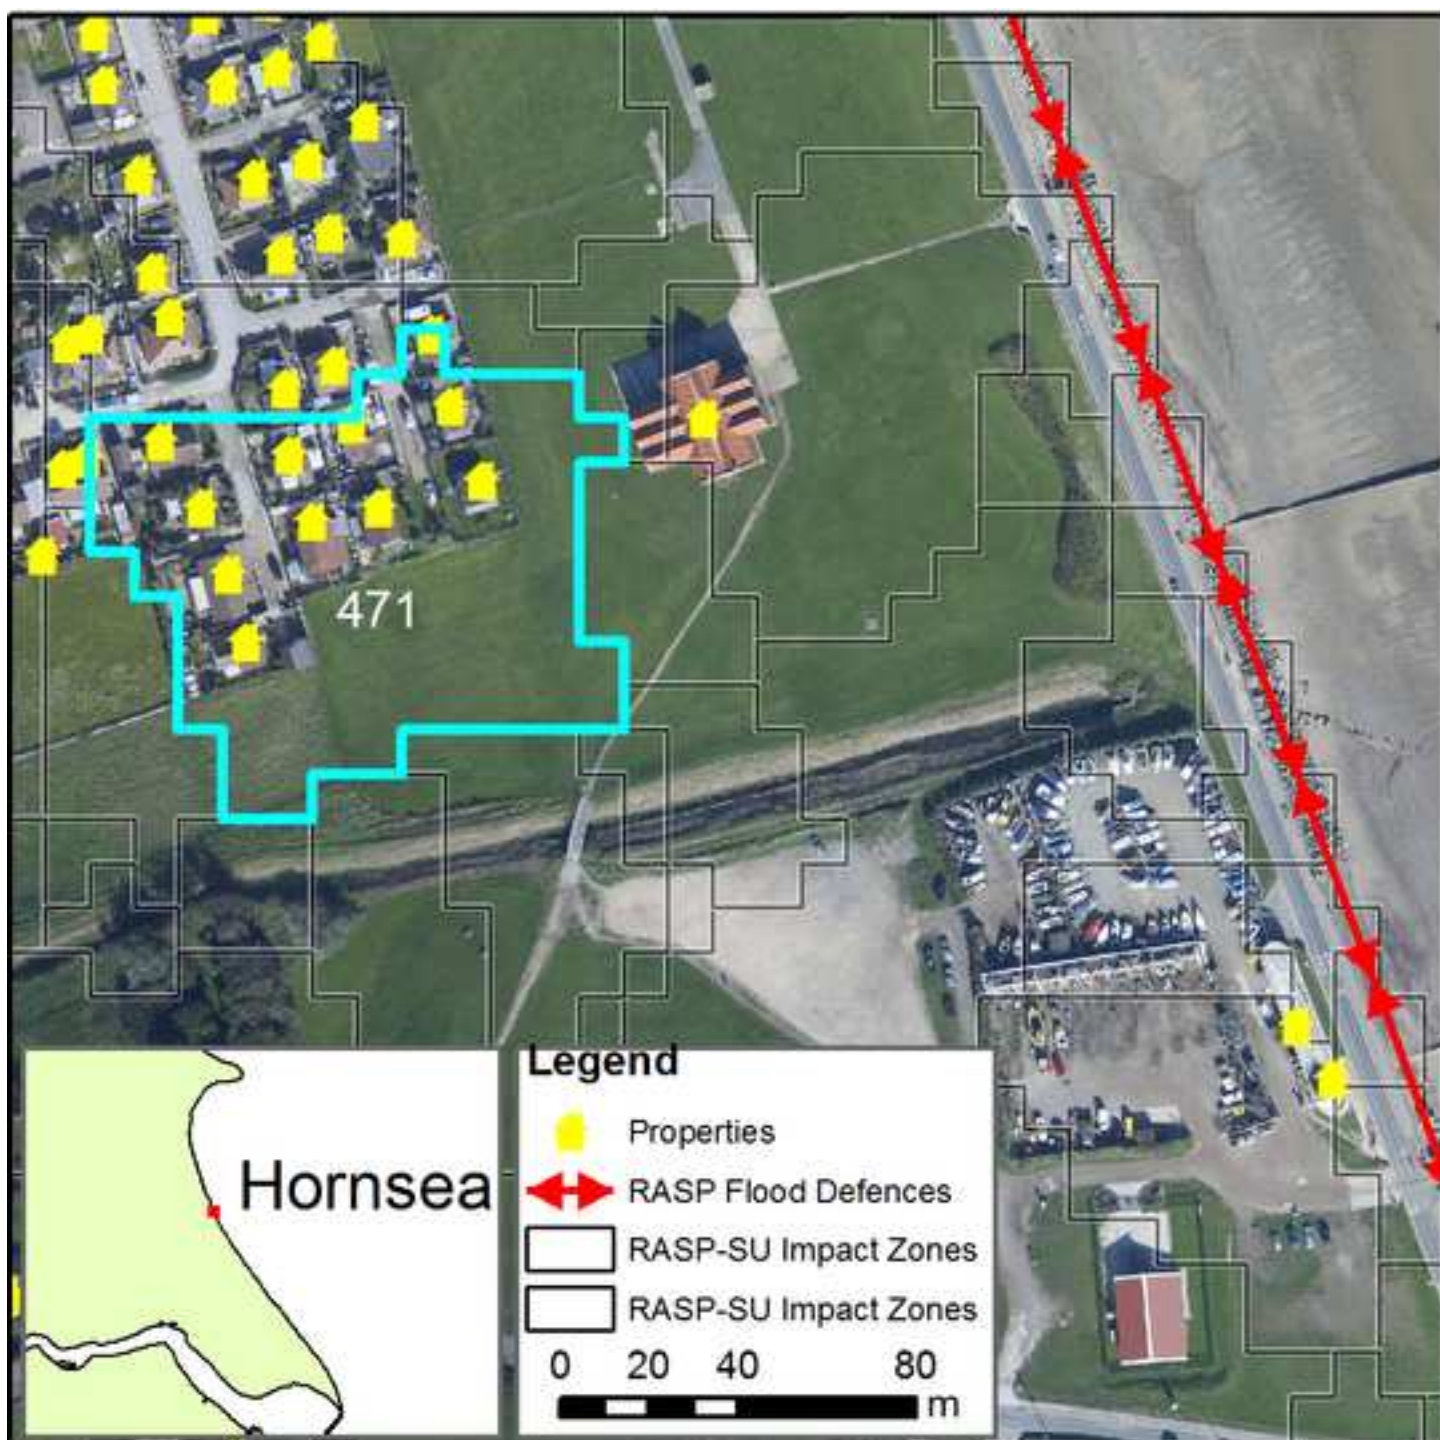 471
Hornsea
Legend
Properties
RASP Flood Defences
RASP-SU Impact Zones
RASP-SU Impact Zones
0 20 40 80
m